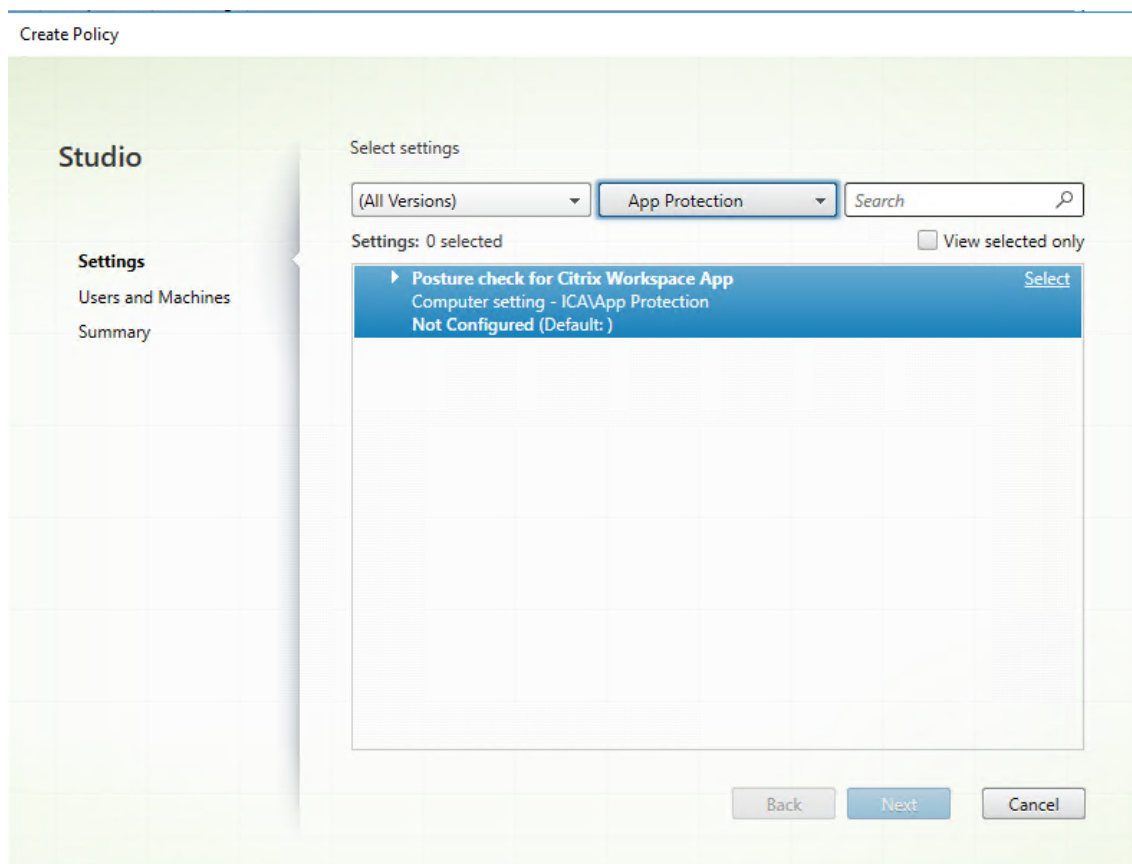 Create Policy
Studio
Settings
Users and Machines
Summary
Select settings
(All Versions)
App Protection
Search
Settings: 0 selected
View selected only
Posture check for Citrix Workspace App
Select
Computer setting - ICA\App Protection
Not Configured (Default: )
Back
Next
Cancel